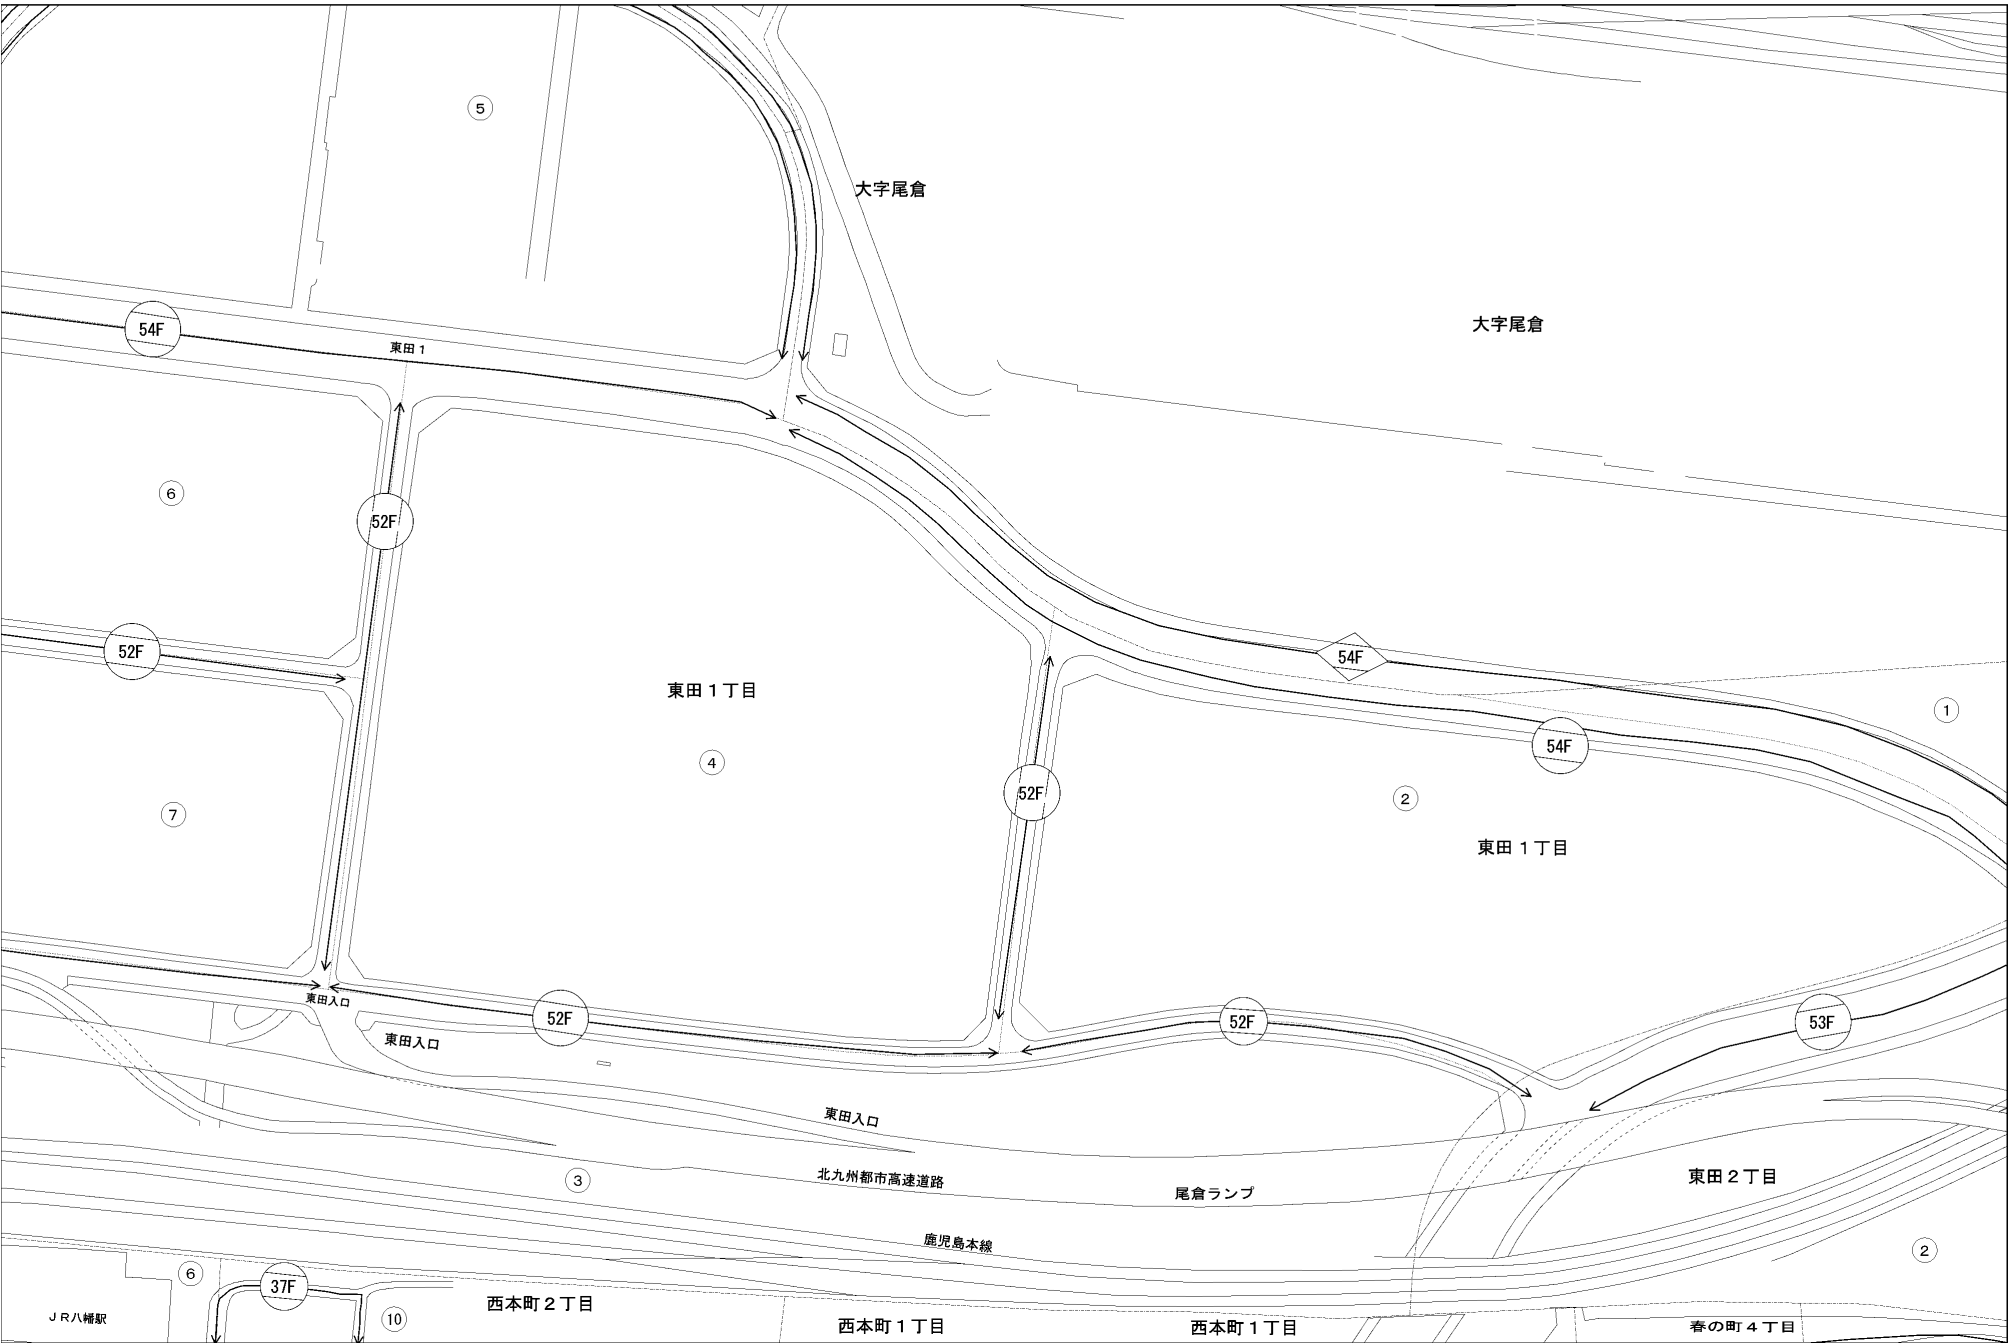 ⑤
大字尾倉
大字尾倉
54F
東田１
⑥
52F
52F
54F
東田１丁目
①
54F
④
52F
②
⑦
東田１丁目
東田入口
52F
52F
53F
東田入口
東田入口
③
北九州都市高速道路
尾倉ランプ
東田２丁目
鹿児島本線
②
⑥
37F
西本町２丁目
ＪＲ八幡駅
⑩
西本町１丁目
西本町１丁目
春の町４丁目